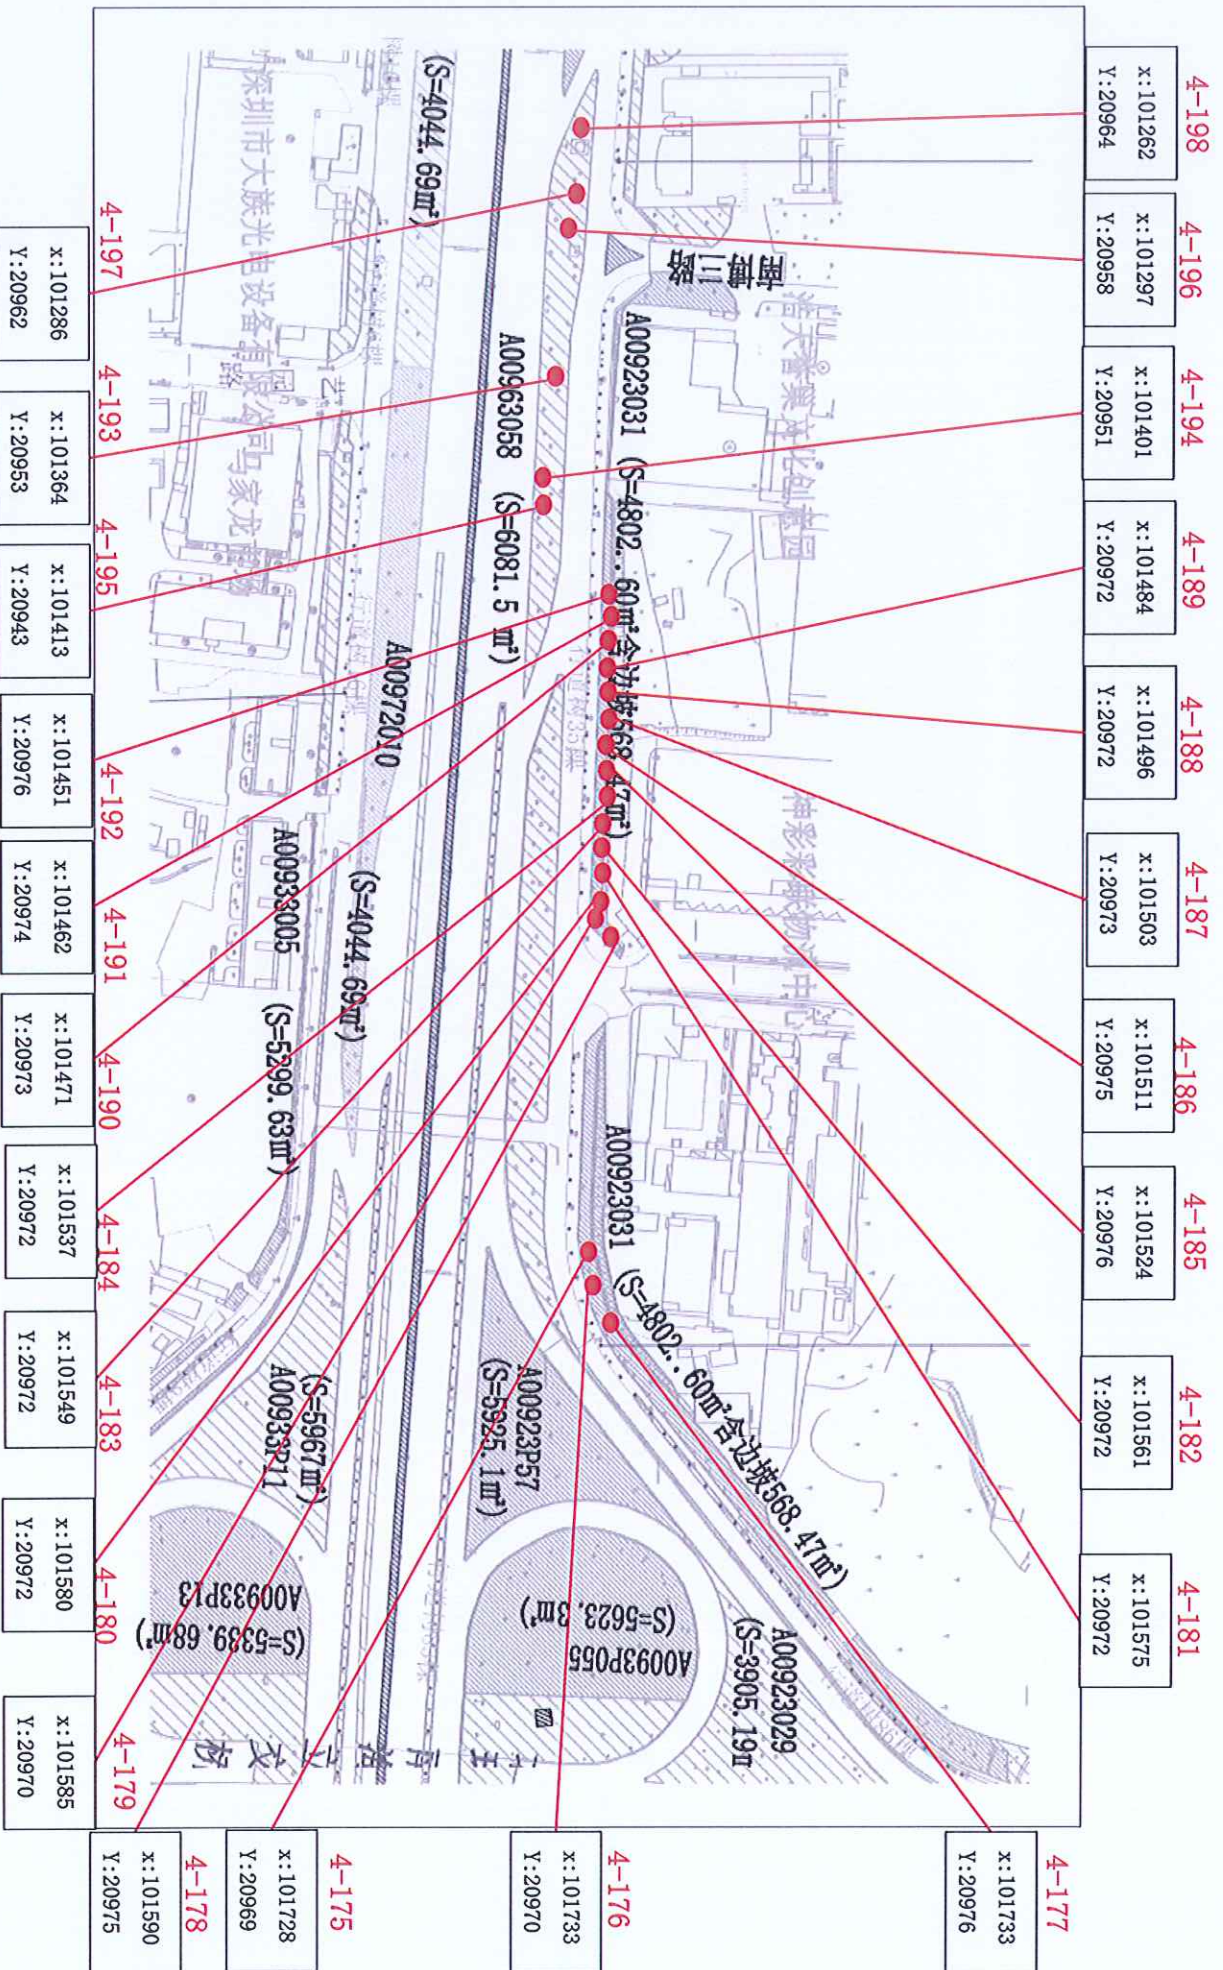 4-198
x:101262
Y:20964
4-196
x:101297
Y:20958
4-194
x:101401
Y:20951
4-189
x:101484
Y:20972
4-188
x:101496
Y:20972
4-187
x:101503
Y:20973
4-186
x:101511
Y:20975
4-185
x:101524
Y:20976
4-182
x:101561
Y:20972
4-181
x:101575
Y:20972
4-177
x:101733
Y:20976
4-176
x:101733
Y:20970
4-175
x:101728
Y:20969
4-178
x:101590
Y:20975
南博二路
A00923031 (S=4802..60㎡含边坡568.47㎡)
A00923031 (S=4802..60㎡含边坡568.47㎡)
A00923029
(S=3905.19㎡
A00963058 (S=6081.5㎡)
A00923P57
(S=5925.1㎡)
(S=5623.3㎡)
A0093P055
(S=4044.69㎡)
A00972010
(S=4044.69㎡)
A00933005 (S=5299.63㎡)
(S=5967㎡)
A00933P11
A00933P13
(S=5339.68㎡)
深圳市大族光电设备有限公司马家龙
4-197
x:101286
Y:20962
4-193
x:101364
Y:20953
4-195
x:101413
Y:20943
4-192
x:101451
Y:20976
4-191
x:101462
Y:20974
4-190
x:101471
Y:20973
4-184
x:101537
Y:20972
4-183
x:101549
Y:20972
4-180
x:101580
Y:20972
4-179
x:101585
Y:20970